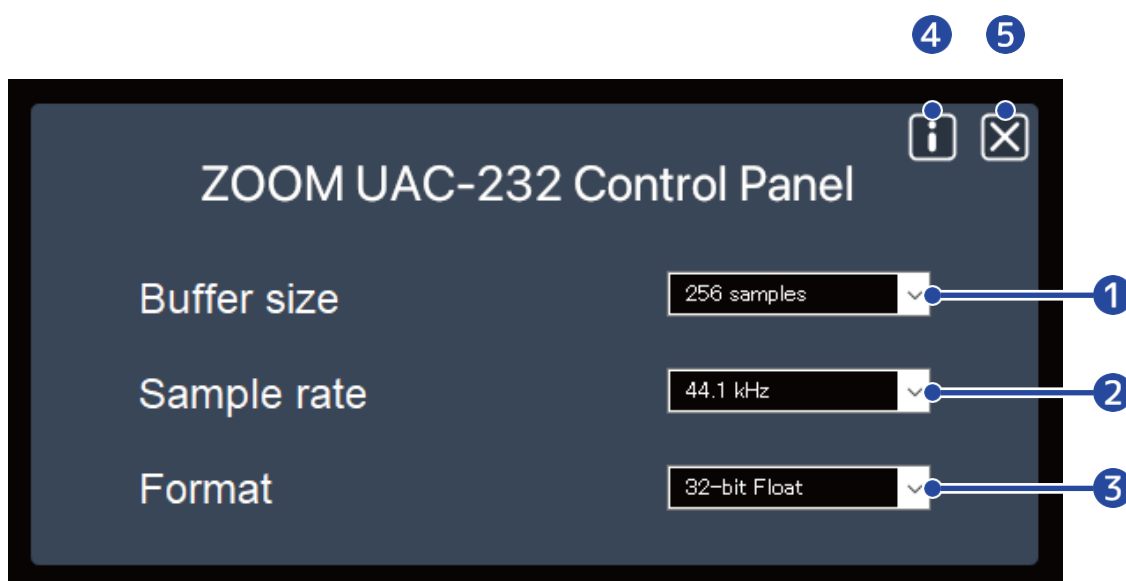 4 5
ZOOM UAC-232 Control Panel
Buffer size 256 samples 1
Sample rate 44.1 kHz 2
Format 32-bit Float 3